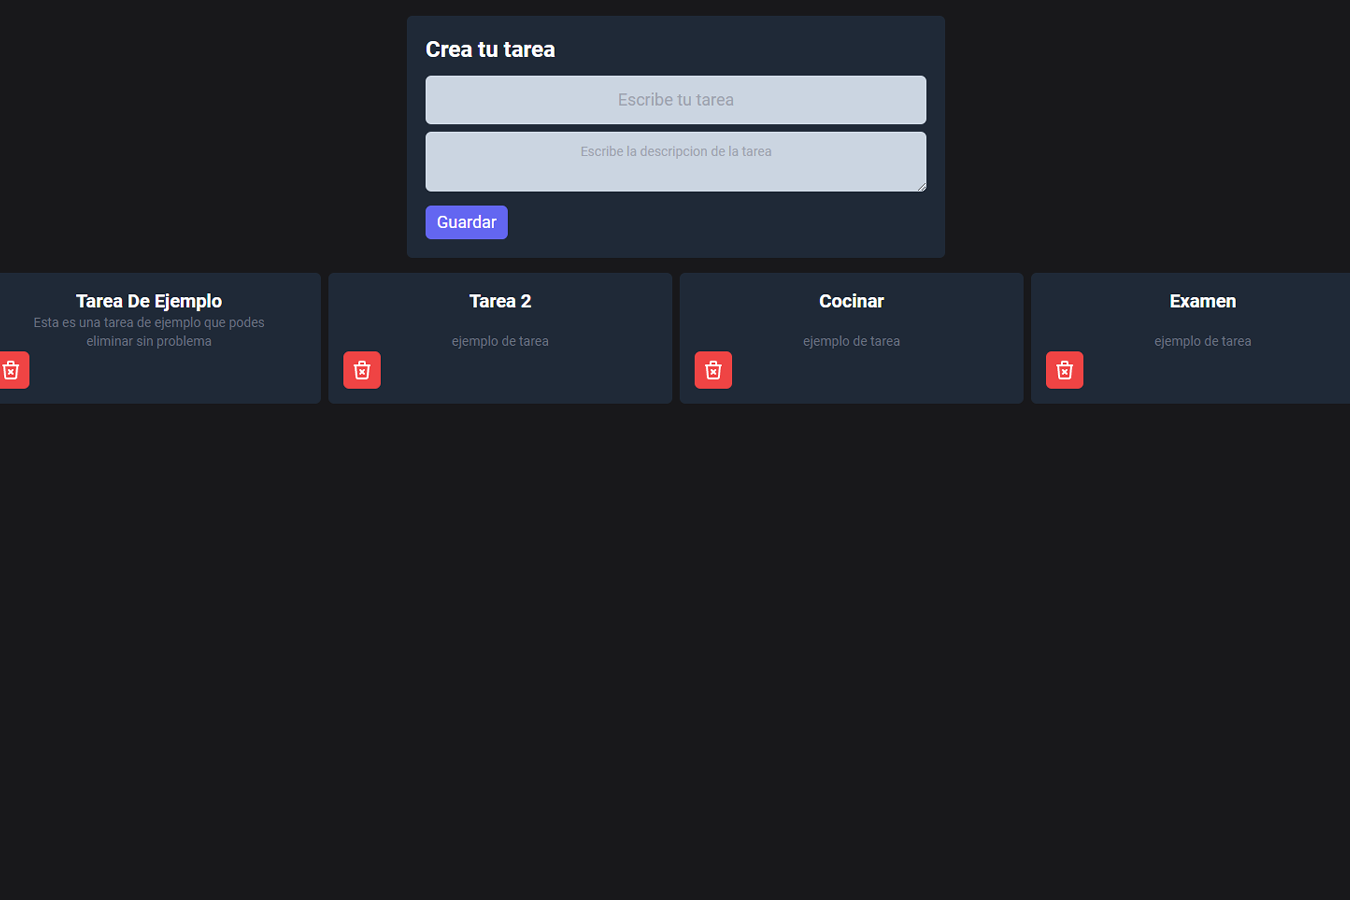 Crea tu tarea
Escribe tu tarea
Escribe la descripcion de la tarea
Guardar
Tarea De Ejemplo
Esta es una tarea de ejemplo que podes
eliminar sin problema
Tarea 2
ejemplo de tarea
Cocinar
ejemplo de tarea
Examen
ejemplo de tarea